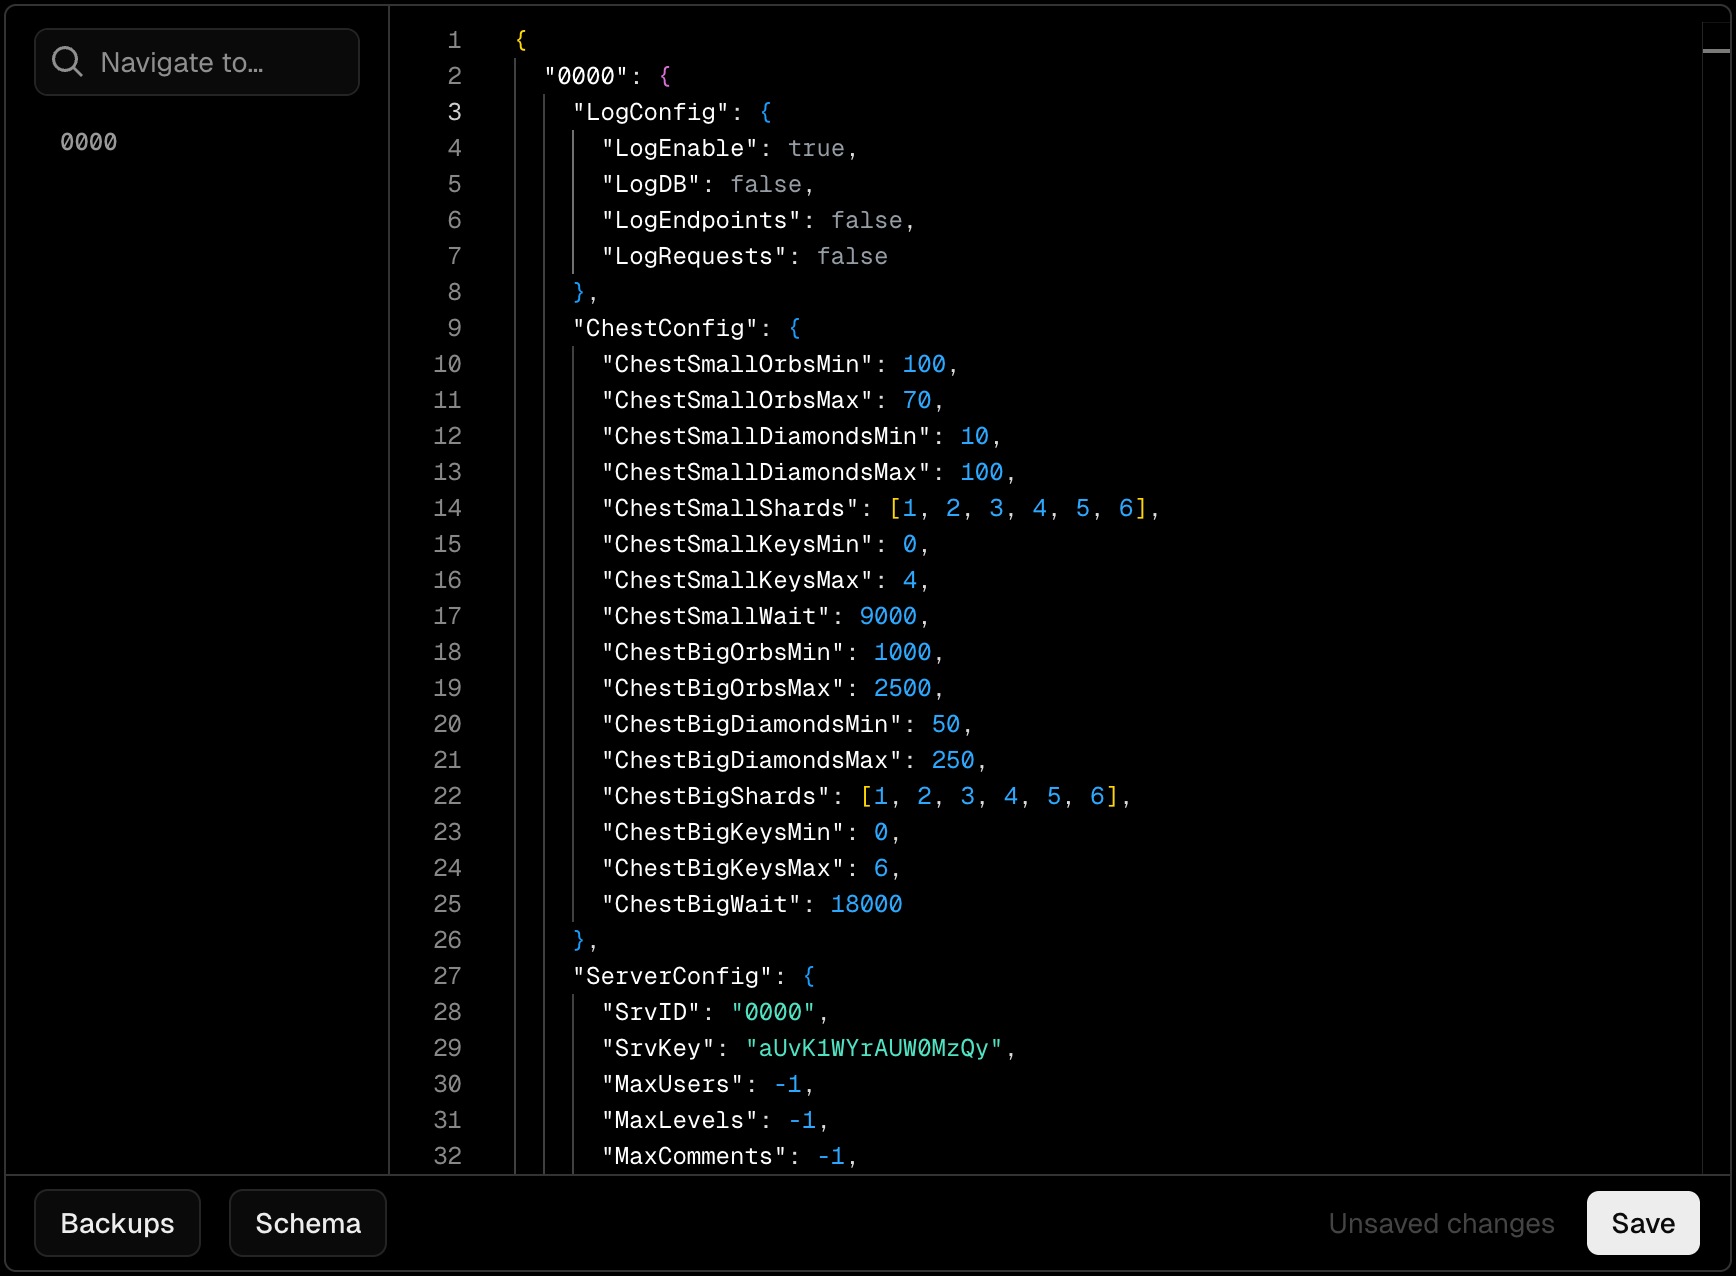 Navigate to...
0000
1 {
2 "0000": {
3 "LogConfig": {
4 "LogEnable": true,
5 "LogDB": false,
6 "LogEndpoints": false,
7 "LogRequests": false
8 },
9 "ChestConfig": {
10 "ChestSmallOrbsMin": 100,
11 "ChestSmallOrbsMax": 70,
12 "ChestSmallDiamondsMin": 10,
13 "ChestSmallDiamondsMax": 100,
14 "ChestSmallShards": [1, 2, 3, 4, 5, 6],
15 "ChestSmallKeysMin": 0,
16 "ChestSmallKeysMax": 4,
17 "ChestSmallWait": 9000,
18 "ChestBigOrbsMin": 1000,
19 "ChestBigOrbsMax": 2500,
20 "ChestBigDiamondsMin": 50,
21 "ChestBigDiamondsMax": 250,
22 "ChestBigShards": [1, 2, 3, 4, 5, 6],
23 "ChestBigKeysMin": 0,
24 "ChestBigKeysMax": 6,
25 "ChestBigWait": 18000
26 },
27 "ServerConfig": {
28 "SrvID": "0000",
29 "SrvKey": "aUvK1WYrAUW0MzQy",
30 "MaxUsers": -1,
31 "MaxLevels": -1,
32 "MaxComments": -1,
Backups
Schema
Unsaved changes
Save